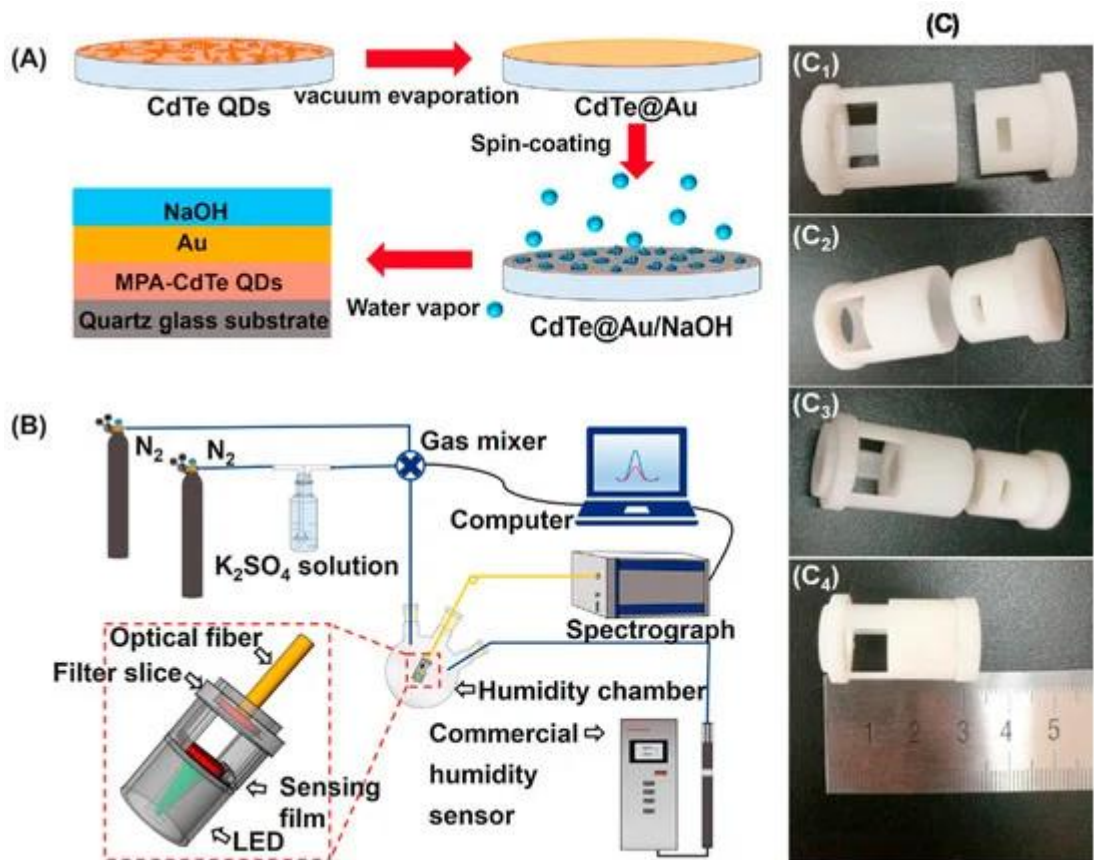 (A)
CdTe QDs
vacuum evaporation
CdTe@Au
Spin-coating
NaOH
Au
MPA-CdTe QDs
Quartz glass substrate
Water vapor
CdTe@Au/NaOH
(B)
N₂
N₂
Gas mixer
Computer
K₂SO₄ solution
Spectrograph
Optical fiber
Filter slice
Humidity chamber
Commercial
humidity
sensor
Sensing
film
LED
(C)
(C₁)
(C₂)
(C₃)
(C₄)
1 2 3 4 5